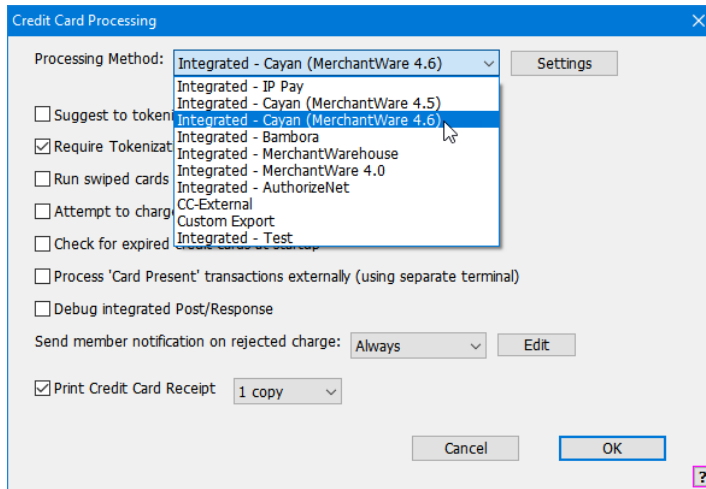 Credit Card Processing
Processing Method: Integrated - Cayan (MerchantWare 4.6) Settings
Integrated - IP Pay
Integrated - Cayan (MerchantWare 4.5)
Suggest to tokeni
Integrated - Cayan (MerchantWare 4.6)
Integrated - Bambora
Require Tokenizat
Integrated - MerchantWarehouse
Integrated - MerchantWare 4.0
Run swiped cards
Integrated - AuthorizeNet
CC-External
Attempt to charg
Custom Export
Integrated - Test
Check for expired credit cards at startup
Process 'Card Present' transactions externally (using separate terminal)
Debug integrated Post/Response
Send member notification on rejected charge: Always Edit
Print Credit Card Receipt 1 copy
Cancel OK
?